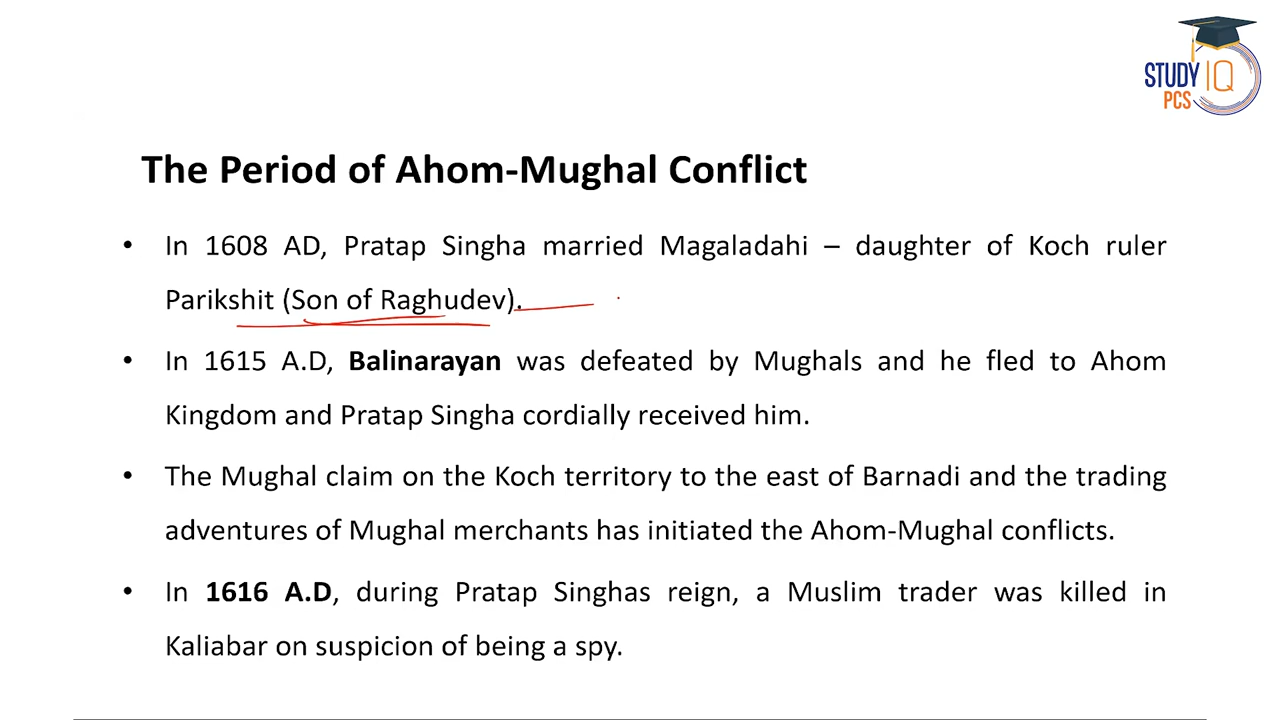 STUDY IQ
PCS
The Period of Ahom-Mughal Conflict
• In 1608 AD, Pratap Singha married Magaladahi – daughter of Koch ruler
Parikshit (Son of Raghudev).
• In 1615 A.D, Balinarayan was defeated by Mughals and he fled to Ahom
Kingdom and Pratap Singha cordially received him.
• The Mughal claim on the Koch territory to the east of Barnadi and the trading
adventures of Mughal merchants has initiated the Ahom-Mughal conflicts.
• In 1616 A.D, during Pratap Singhas reign, a Muslim trader was killed in
Kaliabar on suspicion of being a spy.